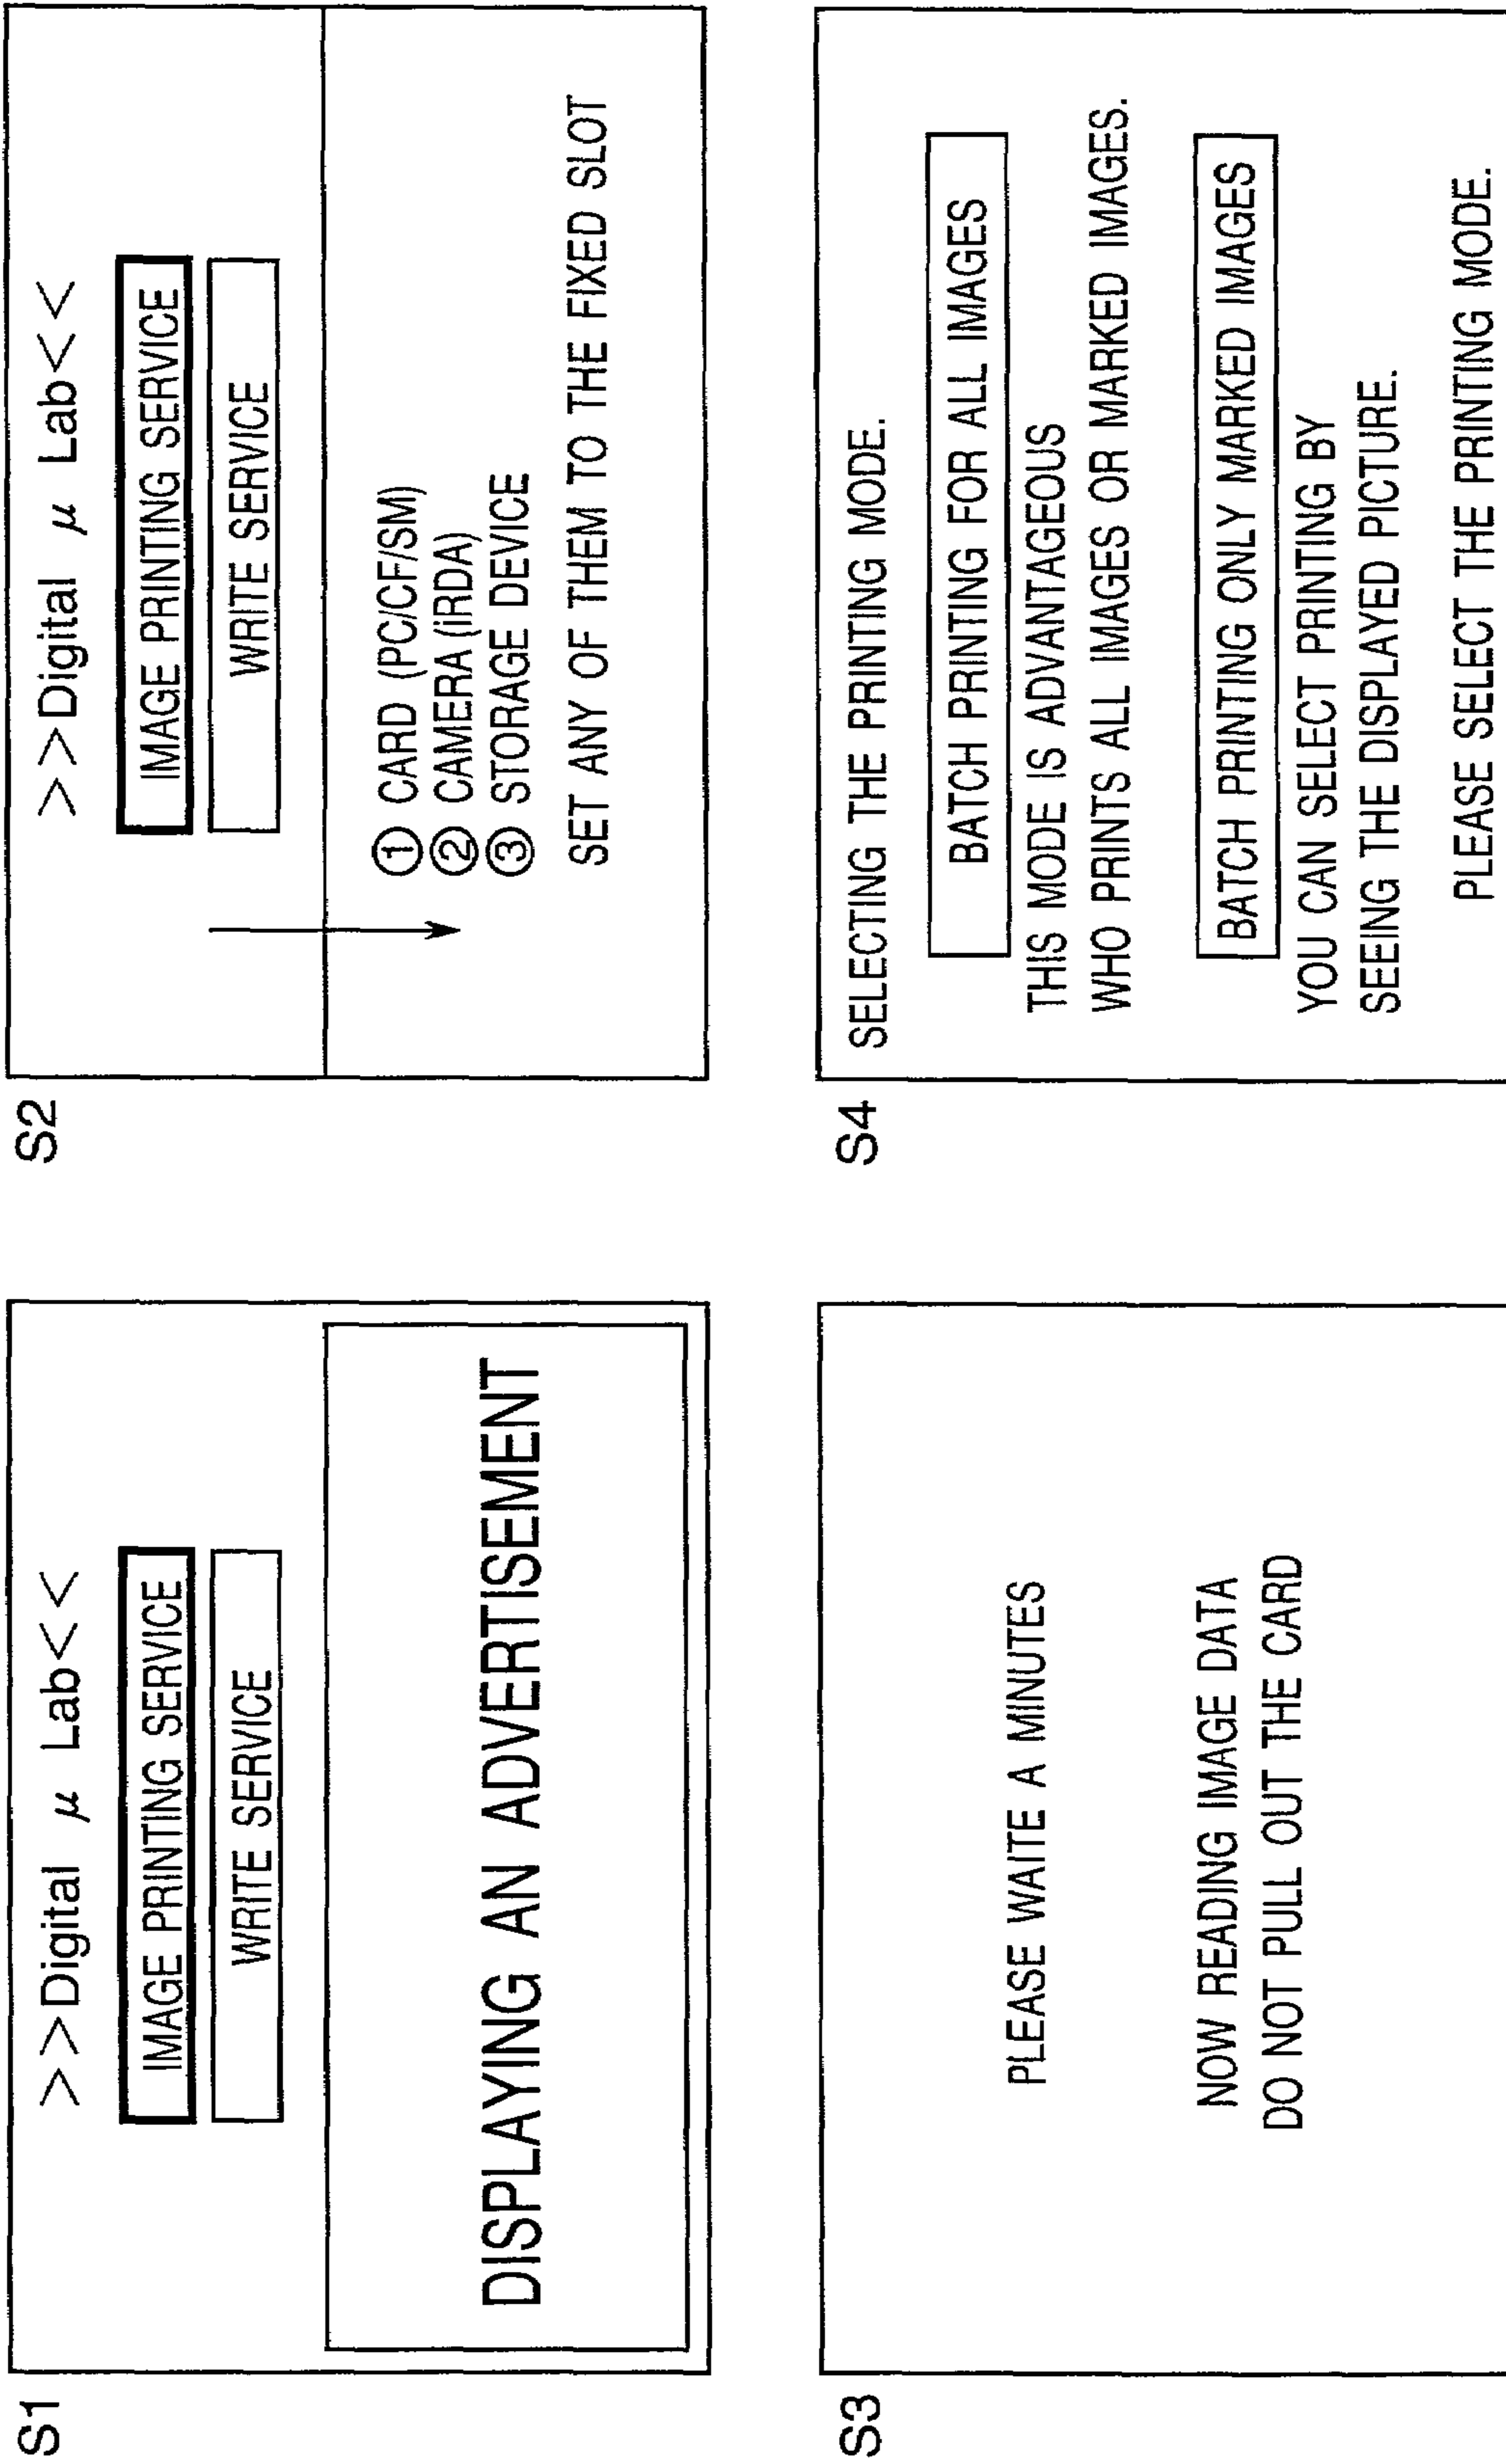 S1
>>Digital μ Lab<<
IMAGE PRINTING SERVICE
WRITE SERVICE
DISPLAYING AN ADVERTISEMENT
S2
>>Digital μ Lab<<
IMAGE PRINTING SERVICE
WRITE SERVICE
① CARD (PC/CF/SM)
② CAMERA (iRDA)
③ STORAGE DEVICE
SET ANY OF THEM TO THE FIXED SLOT
S3
PLEASE WAITE A MINUTES
NOW READING IMAGE DATA
DO NOT PULL OUT THE CARD
S4
SELECTING THE PRINTING MODE.
BATCH PRINTING FOR ALL IMAGES
THIS MODE IS ADVANTAGEOUS
WHO PRINTS ALL IMAGES OR MARKED IMAGES.
BATCH PRINTING ONLY MARKED IMAGES
YOU CAN SELECT PRINTING BY
SEEING THE DISPLAYED PICTURE.
PLEASE SELECT THE PRINTING MODE.